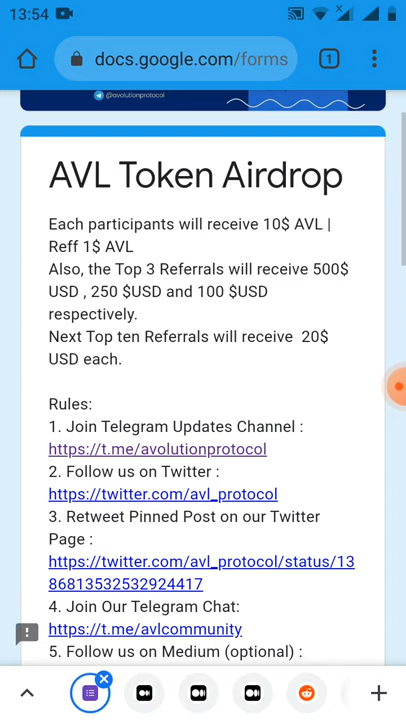 13:54
docs.google.com/forms
1
@avolutionprotocol
AVL Token Airdrop
Each participants will receive 10$ AVL |
Reff 1$ AVL
Also, the Top 3 Referrals will receive 500$
USD , 250 $USD and 100 $USD
respectively.
Next Top ten Referrals will receive 20$
USD each.
Rules:
1. Join Telegram Updates Channel :
https://t.me/avolutionprotocol
2. Follow us on Twitter :
https://twitter.com/avl_protocol
3. Retweet Pinned Post on our Twitter
Page :
https://twitter.com/avl_protocol/status/13
86813532532924417
4. Join Our Telegram Chat:
https://t.me/avlcommunity
5. Follow us on Medium (optional) :